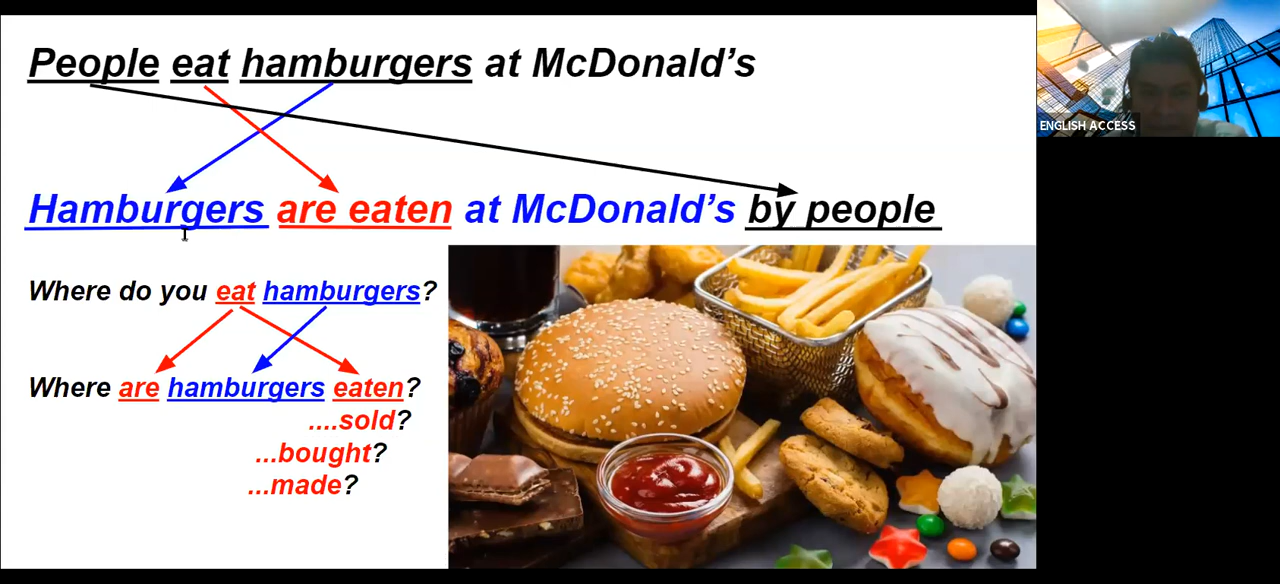 People eat hamburgers at McDonald’s
ENGLISH ACCESS
Hamburgers are eaten at McDonald’s by people
Where do you eat hamburgers?
Where are hamburgers eaten?
....sold?
...bought?
...made?